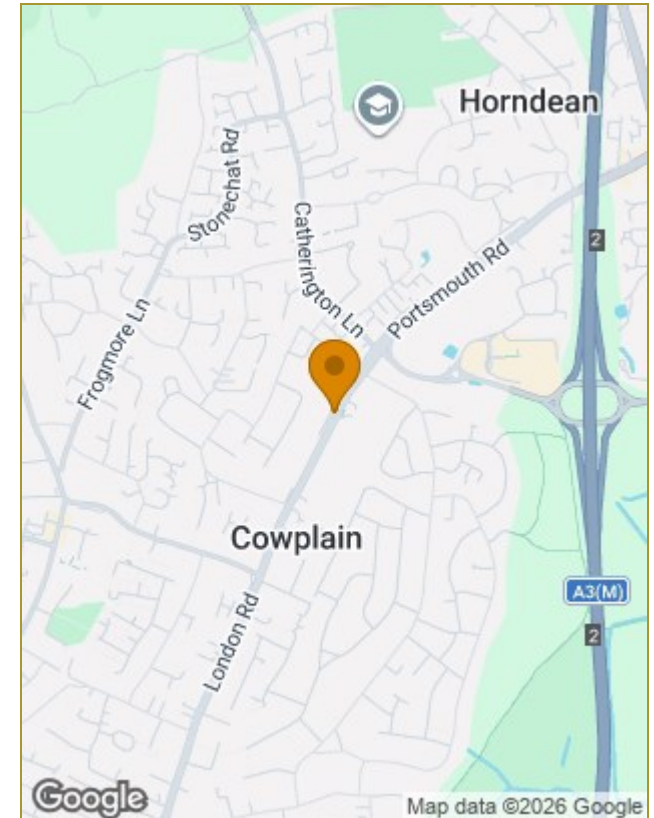 Horndean
Stonechat Rd
Catherington Ln
Portsmouth Rd
2
Frogmore Ln
Cowplain
A3(M)
2
London Rd
Google
Map data ©2026 Google